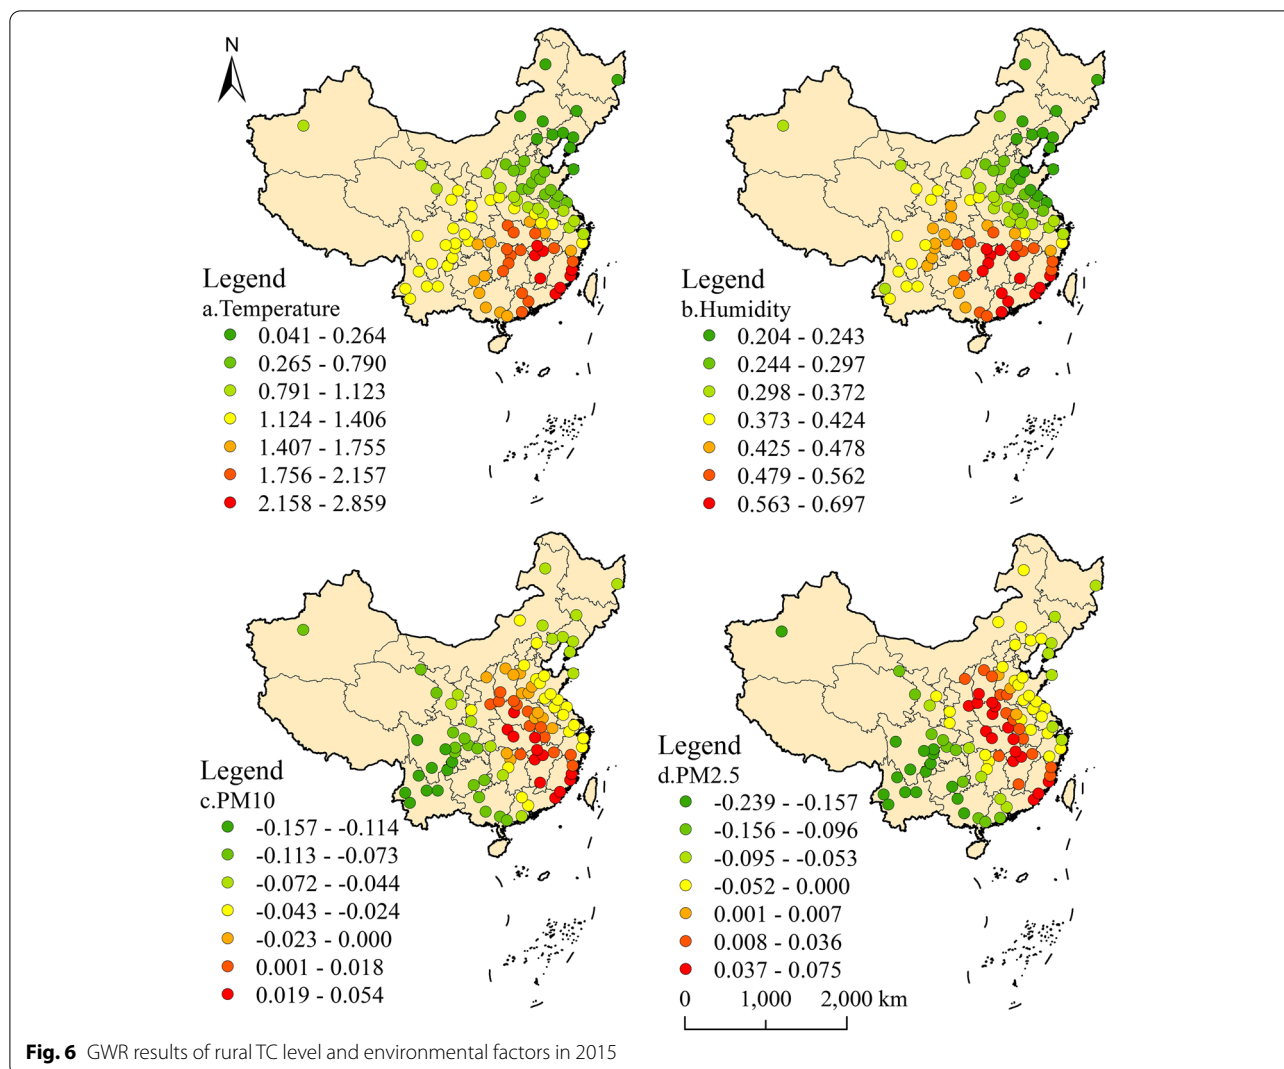 N
Legend
a.Temperature
0.041 - 0.264
0.265 - 0.790
0.791 - 1.123
1.124 - 1.406
1.407 - 1.755
1.756 - 2.157
2.158 - 2.859
Legend
b.Humidity
0.204 - 0.243
0.244 - 0.297
0.298 - 0.372
0.373 - 0.424
0.425 - 0.478
0.479 - 0.562
0.563 - 0.697
Legend
c.PM10
-0.157 - -0.114
-0.113 - -0.073
-0.072 - -0.044
-0.043 - -0.024
-0.023 - 0.000
0.001 - 0.018
0.019 - 0.054
Legend
d.PM2.5
-0.239 - -0.157
-0.156 - -0.096
-0.095 - -0.053
-0.052 - 0.000
0.001 - 0.007
0.008 - 0.036
0.037 - 0.075
0 1,000 2,000 km
Fig. 6 GWR results of rural TC level and environmental factors in 2015